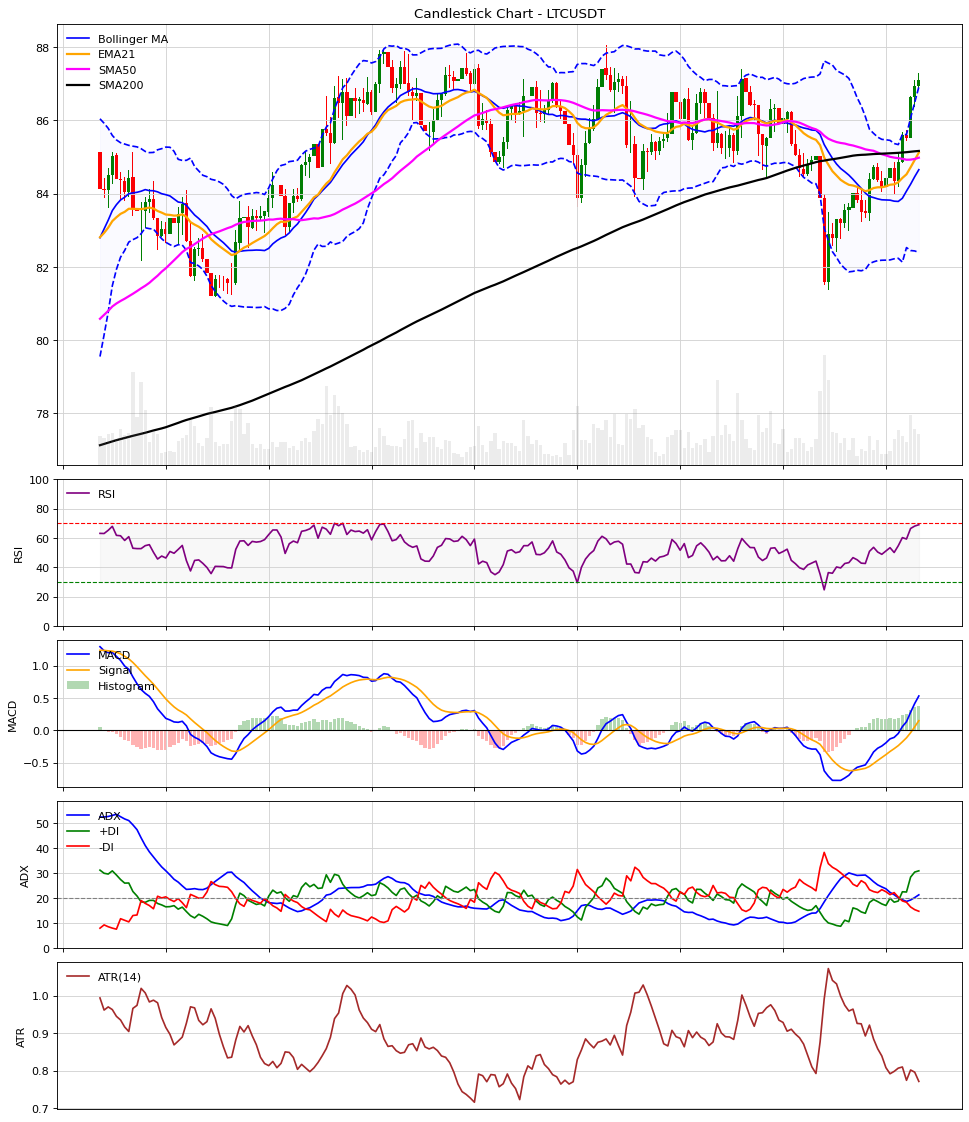 Candlestick Chart - LTCUSDT
Bollinger MA
EMA21
SMA50
SMA200
88
86
84
82
80
78
RSI
RSI
100
80
60
40
20
0
MACD
Signal
Histogram
MACD
1.0
0.5
0.0
−0.5
ADX
+DI
-DI
ADX
50
40
30
20
10
0
ATR(14)
ATR
1.0
0.9
0.8
0.7